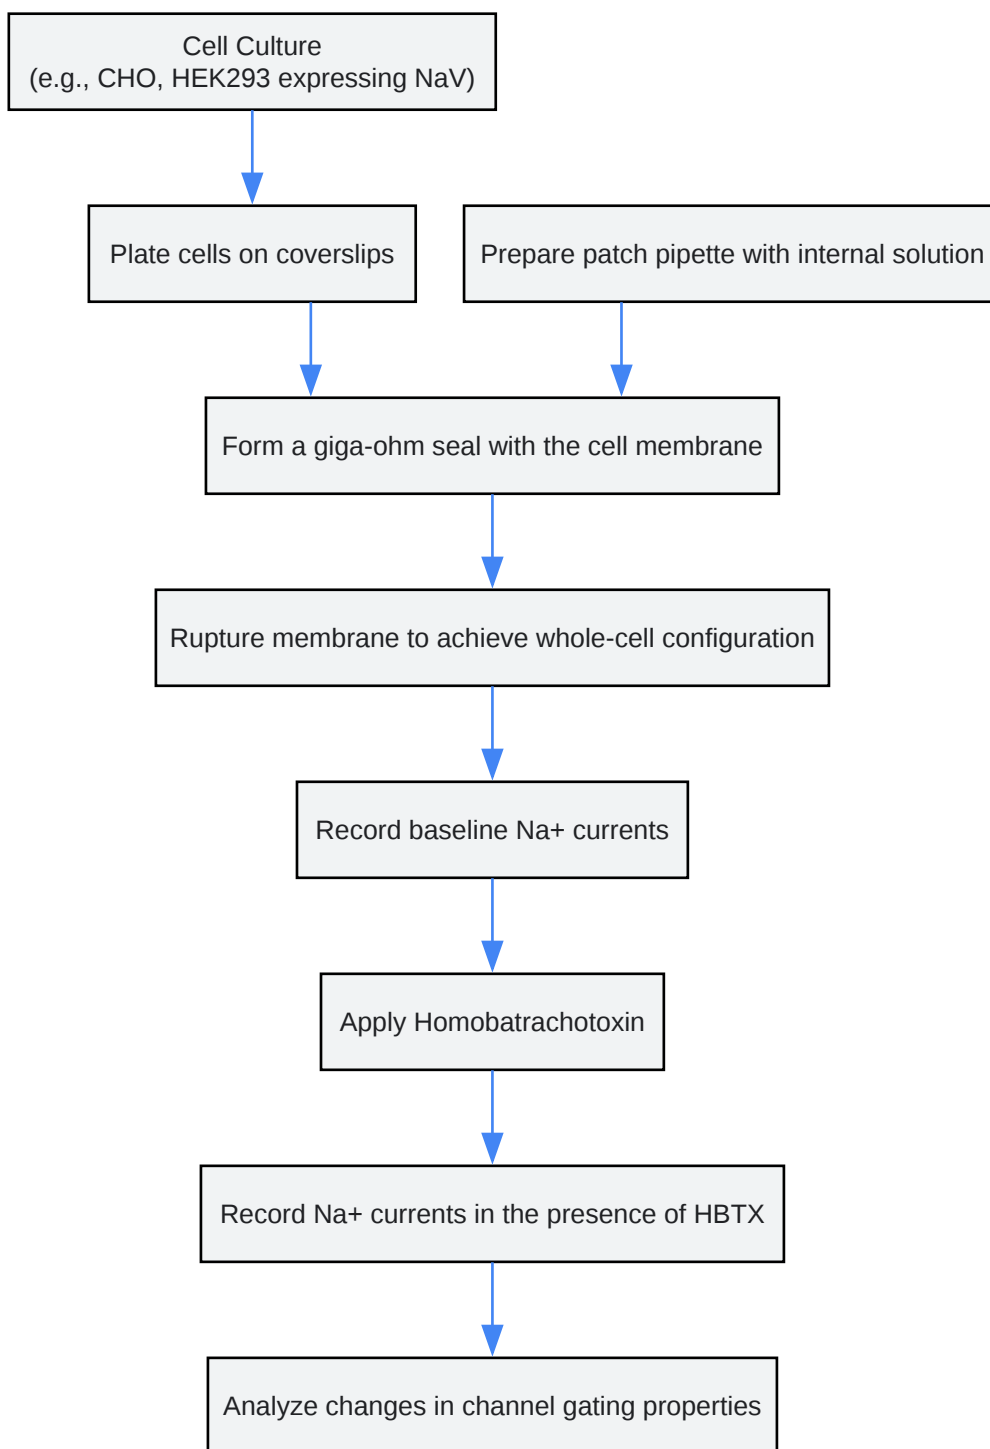 Cell Culture
(e.g., CHO, HEK293 expressing NaV)
Plate cells on coverslips
Prepare patch pipette with internal solution
Form a giga-ohm seal with the cell membrane
Rupture membrane to achieve whole-cell configuration
Record baseline Na+ currents
Apply Homobatrachotoxin
Record Na+ currents in the presence of HBTX
Analyze changes in channel gating properties